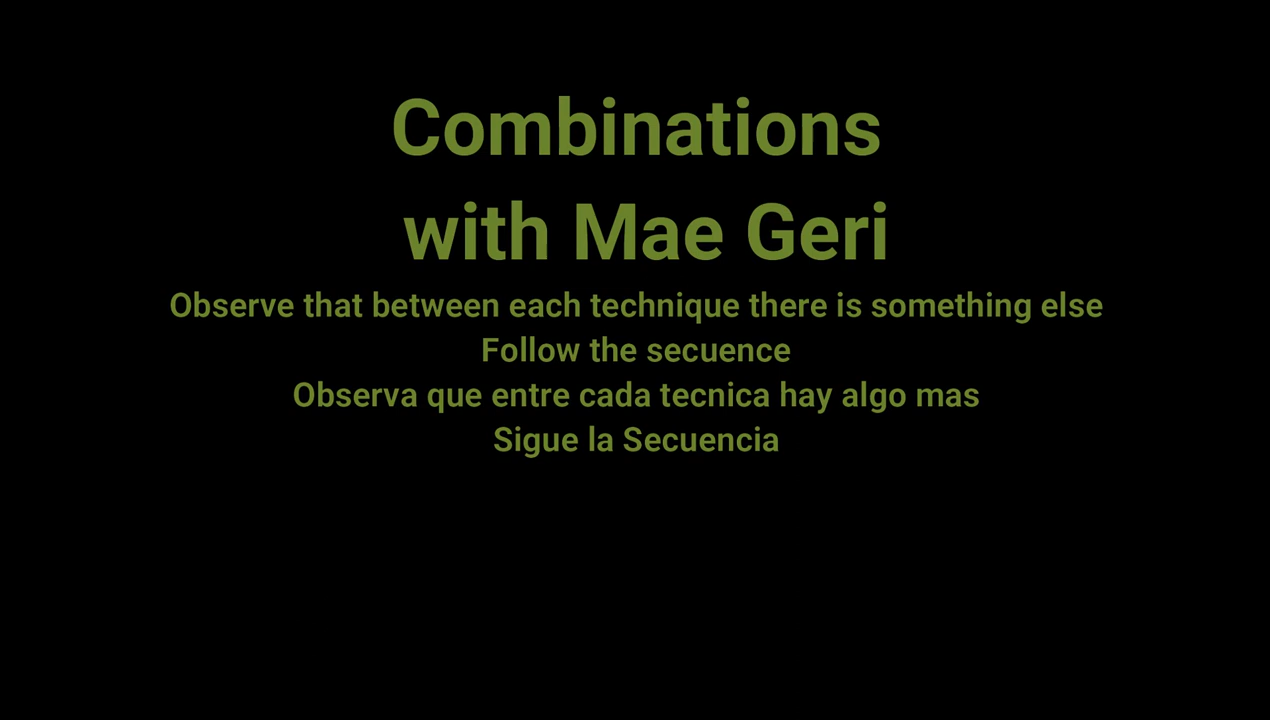 Combinations
with Mae Geri
Observe that between each technique there is something else
Follow the secuence
Observa que entre cada tecnica hay algo mas
Sigue la Secuencia